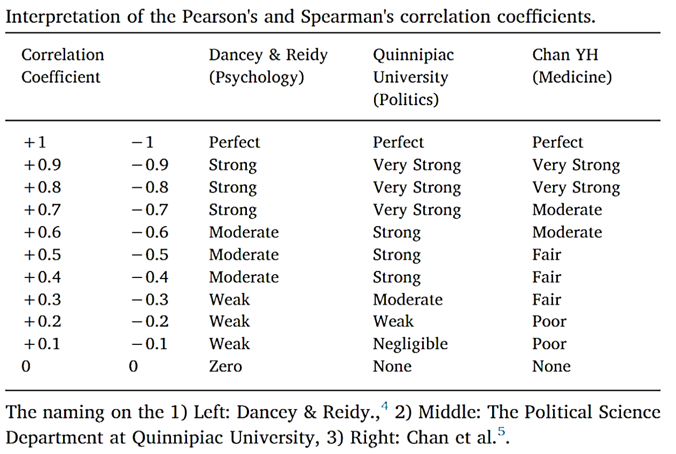 Interpretation of the Pearson's and Spearman's correlation coefficients.
Correlation Coefficient Dancey & Reidy (Psychology) Quinnipiac University (Politics) Chan YH (Medicine)
+1 −1 Perfect Perfect Perfect
+0.9 −0.9 Strong Very Strong Very Strong
+0.8 −0.8 Strong Very Strong Very Strong
+0.7 −0.7 Strong Very Strong Moderate
+0.6 −0.6 Moderate Strong Moderate
+0.5 −0.5 Moderate Strong Fair
+0.4 −0.4 Moderate Strong Fair
+0.3 −0.3 Weak Moderate Fair
+0.2 −0.2 Weak Weak Poor
+0.1 −0.1 Weak Negligible Poor
0 0 Zero None None
The naming on the 1) Left: Dancey & Reidy.,4 2) Middle: The Political Science
Department at Quinnipiac University, 3) Right: Chan et al.5.